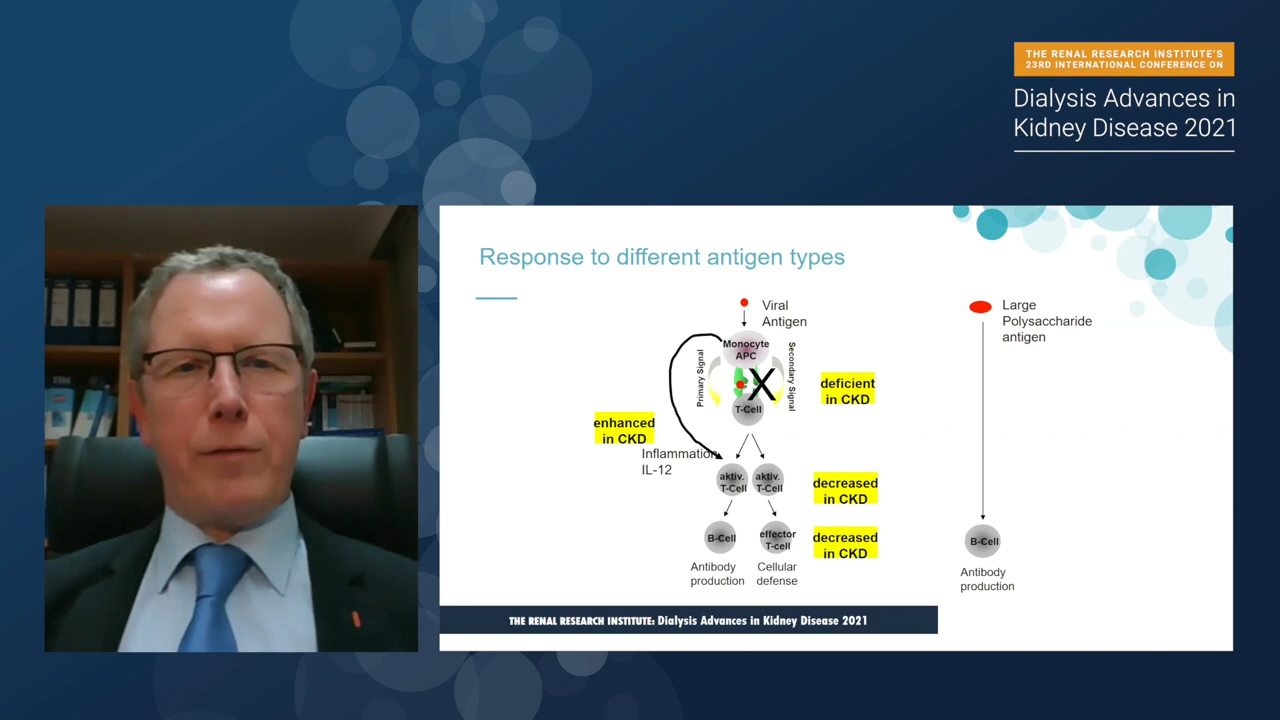 THE RENAL RESEARCH INSTITUTE'S
23RD INTERNATIONAL CONFERENCE ON
Dialysis Advances in
Kidney Disease 2021
Response to different antigen types
Viral
Antigen
Monocyte
APC
Primary Signal
Secondary Signal
X
T-Cell
deficient
in CKD
enhanced
in CKD
Inflammation
IL-12
aktiv.
T-Cell
aktiv.
T-Cell
decreased
in CKD
B-Cell
effector
T-cell
decreased
in CKD
Antibody
production
Cellular
defense
Large
Polysaccharide
antigen
B-Cell
Antibody
production
THE RENAL RESEARCH INSTITUTE: Dialysis Advances in Kidney Disease 2021